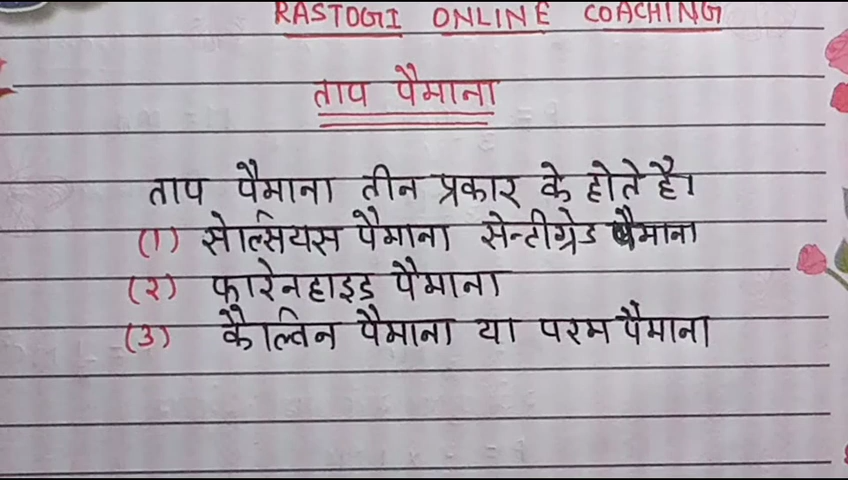 RASTOGI ONLINE COACHING
ताप पैमाना
ताप पैमाना तीन प्रकार के होते है।
(1) सेल्सियस पैमाना सेन्टीग्रेड पैमाना
(२) फारेनहाइड पैमाना
(3) कैल्विन पैमाना या परम पैमाना